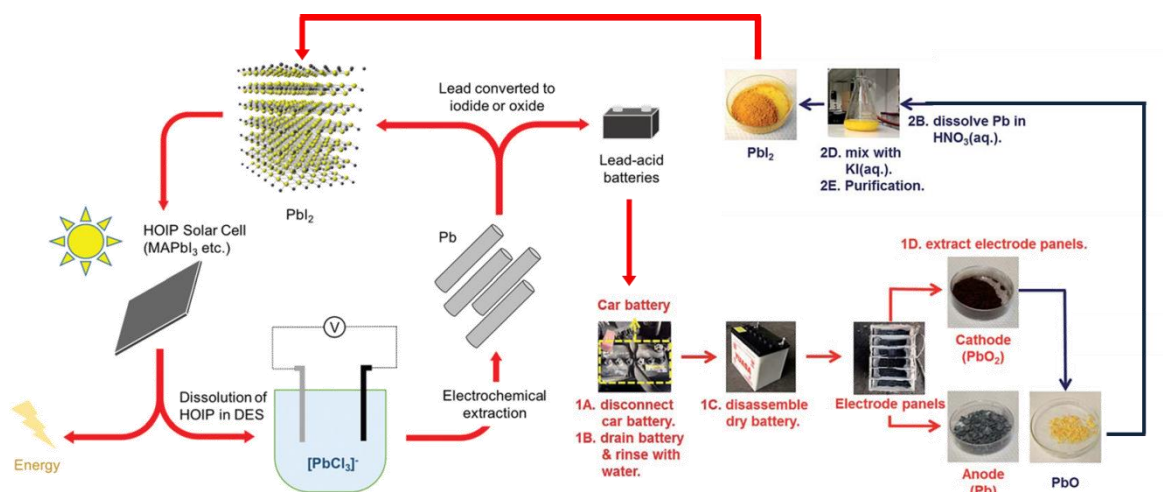 Lead converted to
iodide or oxide
PbI2
HOIP Solar Cell
(MAPbI3 etc.)
Pb
Lead-acid
batteries
PbI2
2D. mix with
KI(aq.).
2E. Purification.
2B. dissolve Pb in
HNO3(aq.).
1D. extract electrode panels.
Car battery
Cathode
(PbO2)
V
Dissolution of
HOIP in DES
Electrochemical
extraction
[PbCl3]-
Energy
1A. disconnect
car battery.
1B. drain battery
& rinse with
water.
1C. disassemble
dry battery.
Electrode panels
Anode
(Pb)
PbO